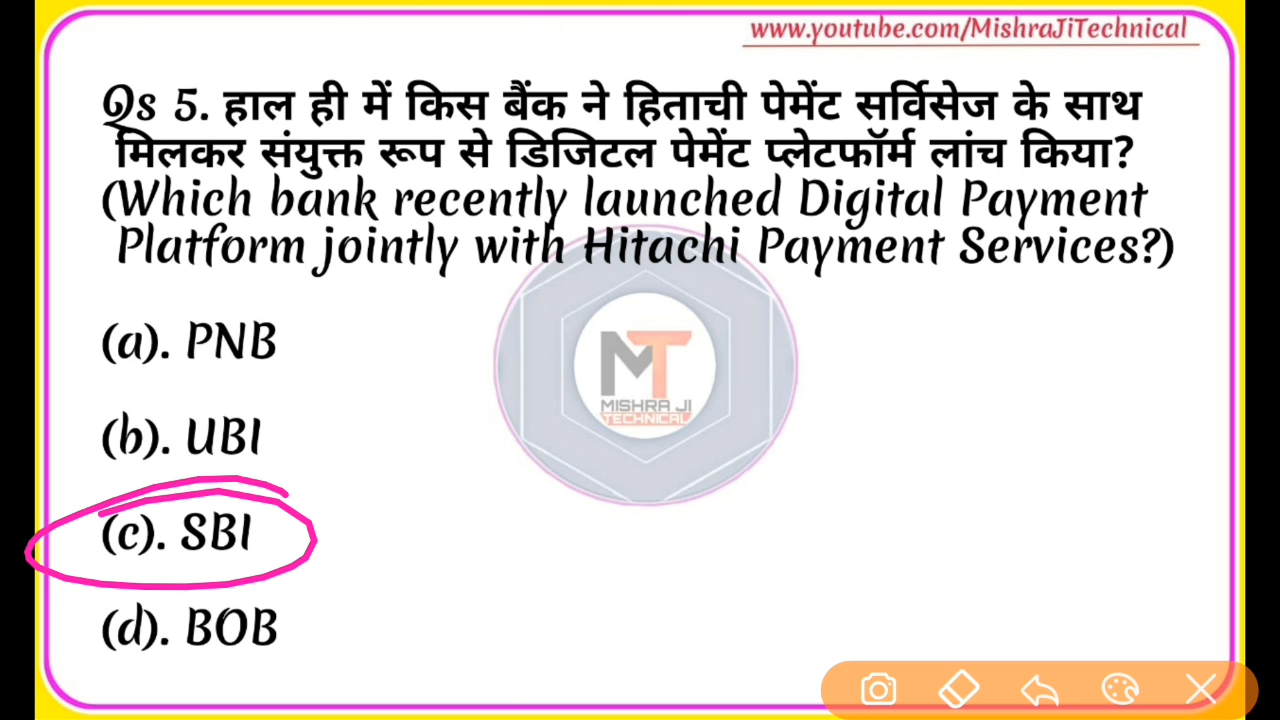 www.youtube.com/MishraJiTechnical
Qs 5. हाल ही में किस बैंक ने हिताची पेमेंट सर्विसेज के साथ
मिलकर संयुक्त रूप से डिजिटल पेमेंट प्लेटफॉर्म लांच किया?
(Which bank recently launched Digital Payment
Platform jointly with Hitachi Payment Services?)
(a). PNB
MT
MISHRA JI
TECHNICAL
(b). UBI
(c). SBI
(d). BOB